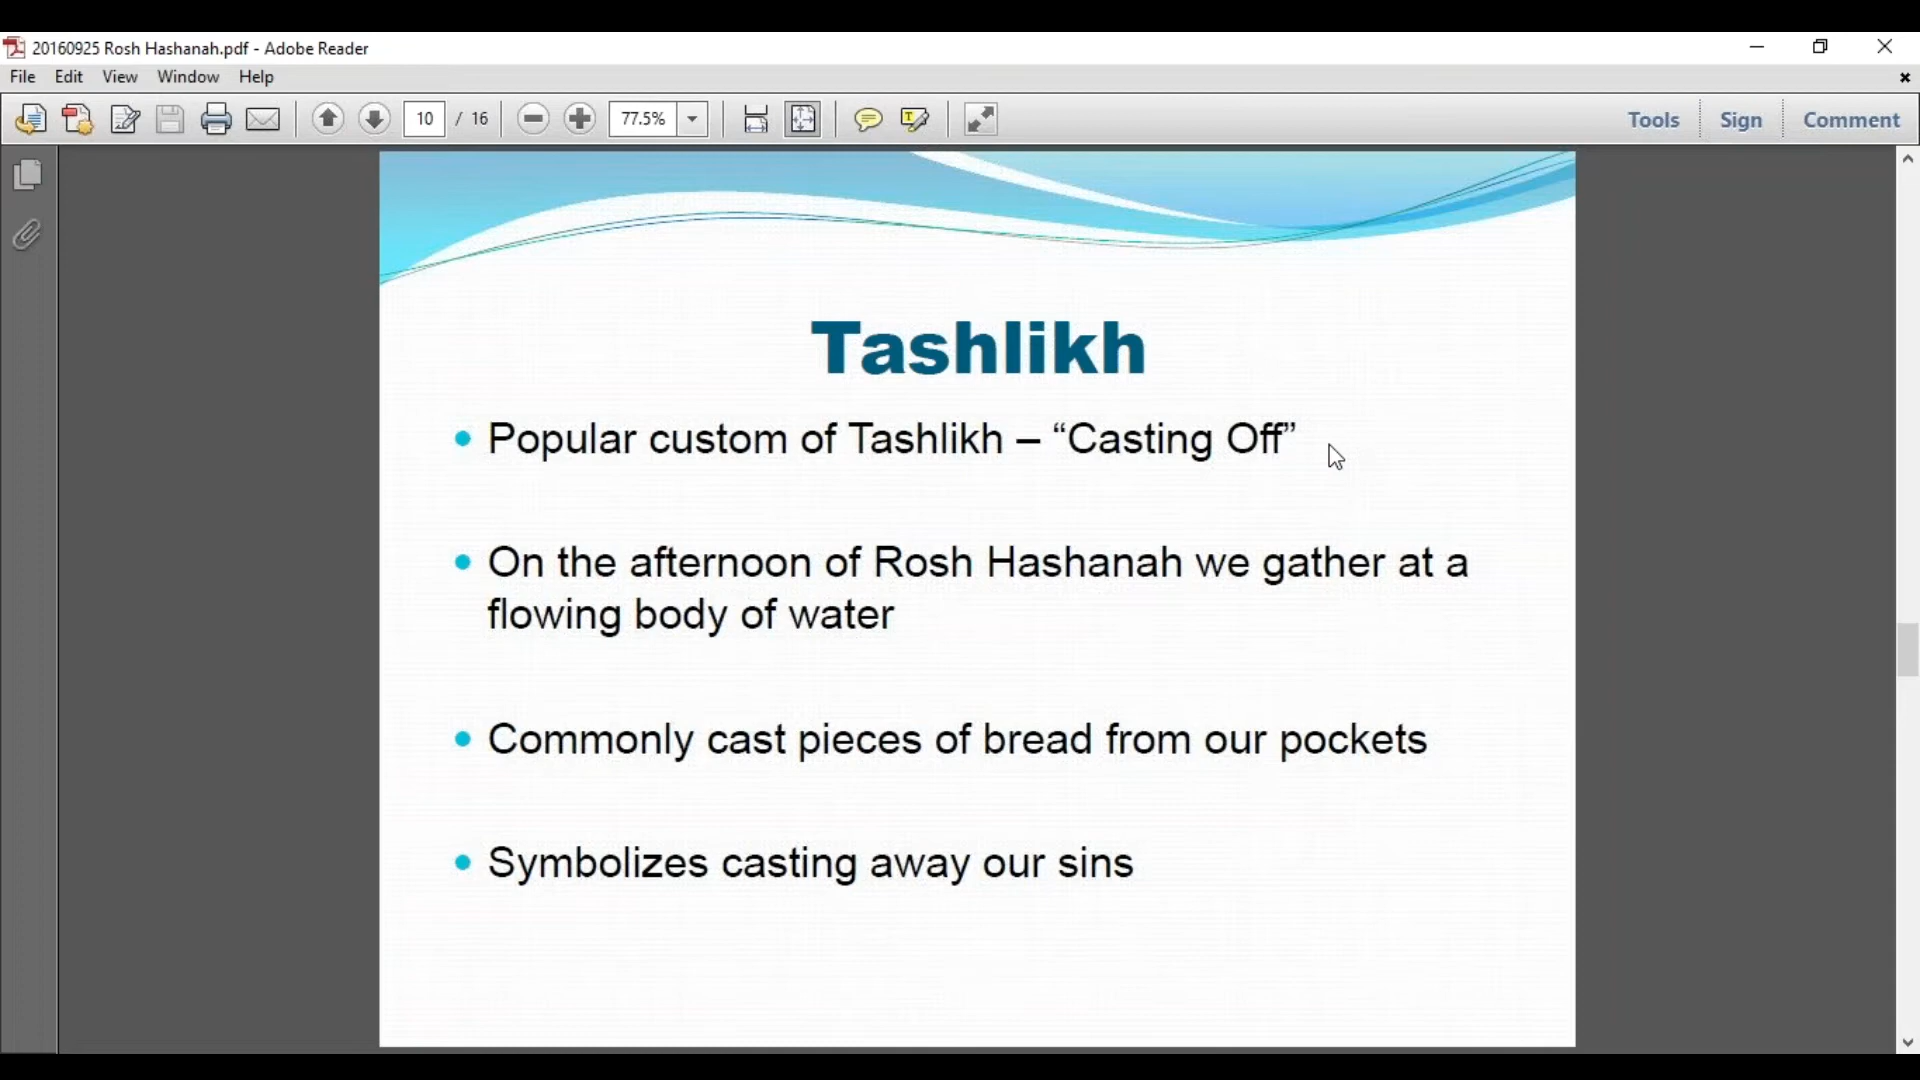 20160925 Rosh Hashanah.pdf - Adobe Reader
File Edit View Window Help
10 / 16 77.5% Tools Sign Comment
Tashlikh
• Popular custom of Tashlikh – “Casting Off”
• On the afternoon of Rosh Hashanah we gather at a
flowing body of water
• Commonly cast pieces of bread from our pockets
• Symbolizes casting away our sins